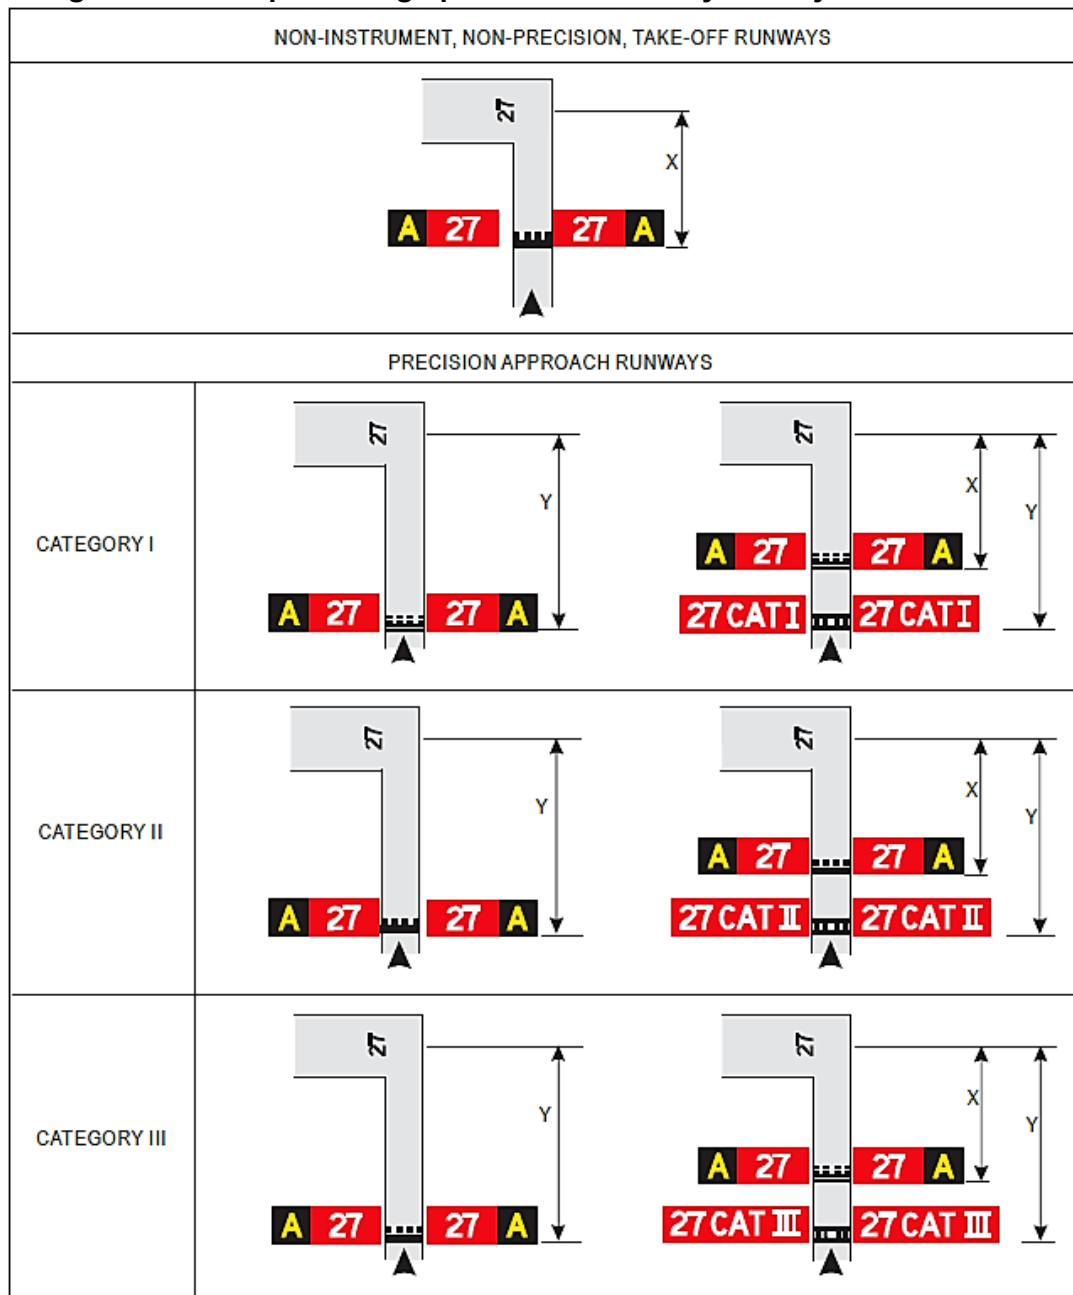 NON-INSTRUMENT, NON-PRECISION, TAKE-OFF RUNWAYS
27
X
A 27 27 A
PRECISION APPROACH RUNWAYS
27 27
Y X Y
CATEGORY I
A 27 27 A
A 27 27 A 27 CAT I 27 CAT I
27 27
X
Y Y
CATEGORY II
A 27 27 A
A 27 27 A 27 CAT II 27 CAT II
27 27
X
Y Y
CATEGORY III
A 27 27 A
A 27 27 A 27 CAT III 27 CAT III